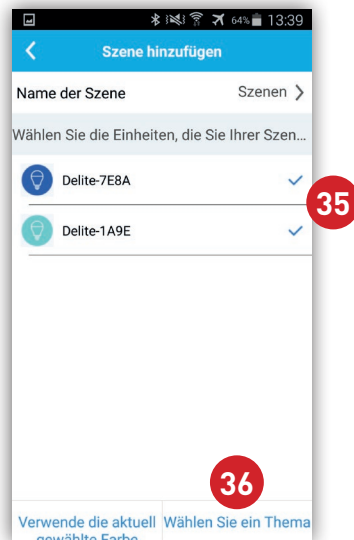 64% 13:39
Szene hinzufügen
Name der Szene Szenen
Wählen Sie die Einheiten, die Sie Ihrer Szen...
Delite-7E8A
35
Delite-1A9E
36
Verwende die aktuell Wählen Sie ein Thema
gewählte Farbe